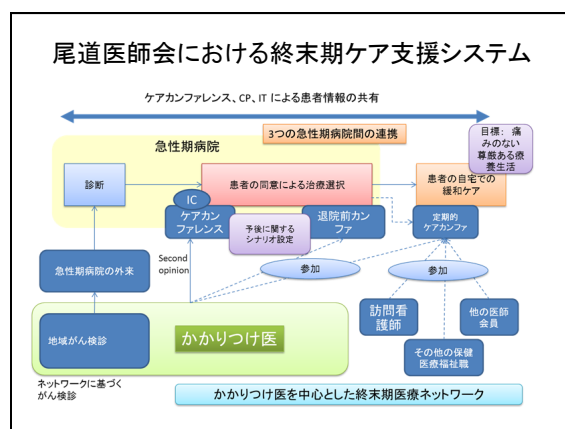 尾道医師会における終末期ケア支援システム
ケアカンファレンス、CP、IT による患者情報の共有
3つの急性期病院間の連携
目標： 痛
みのない
尊厳ある療
養生活
急性期病院
診断
患者の同意による治療選択
患者の自宅での
緩和ケア
IC
ケアカン
ファレンス
予後に関する
シナリオ設定
退院前カン
ファ
定期的
ケアカンファ
急性期病院の外来
Second
opinion
参加
参加
地域がん検診
かかりつけ医
訪問看
護師
他の医師
会員
その他の保健
医療福祉職
ネットワークに基づく
がん検診
かかりつけ医を中心とした終末期医療ネットワーク